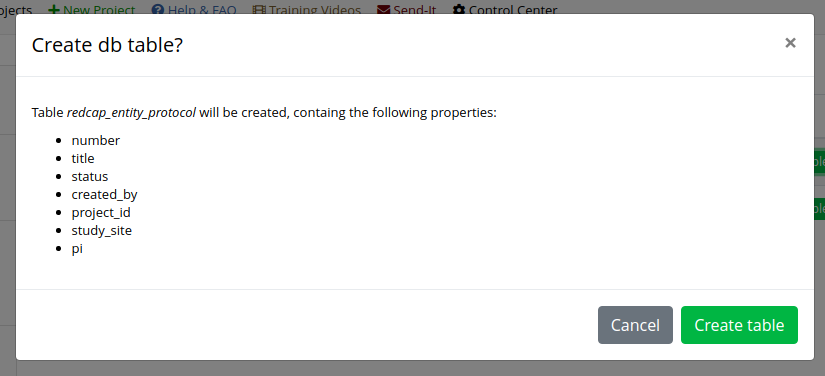 ojects New Project Help & FAQ Training Videos Send-It Control Center
Create db table?
×
Table redcap_entity_protocol will be created, containg the following properties:
number
title
status
created_by
project_id
study_site
pi
Cancel
Create table